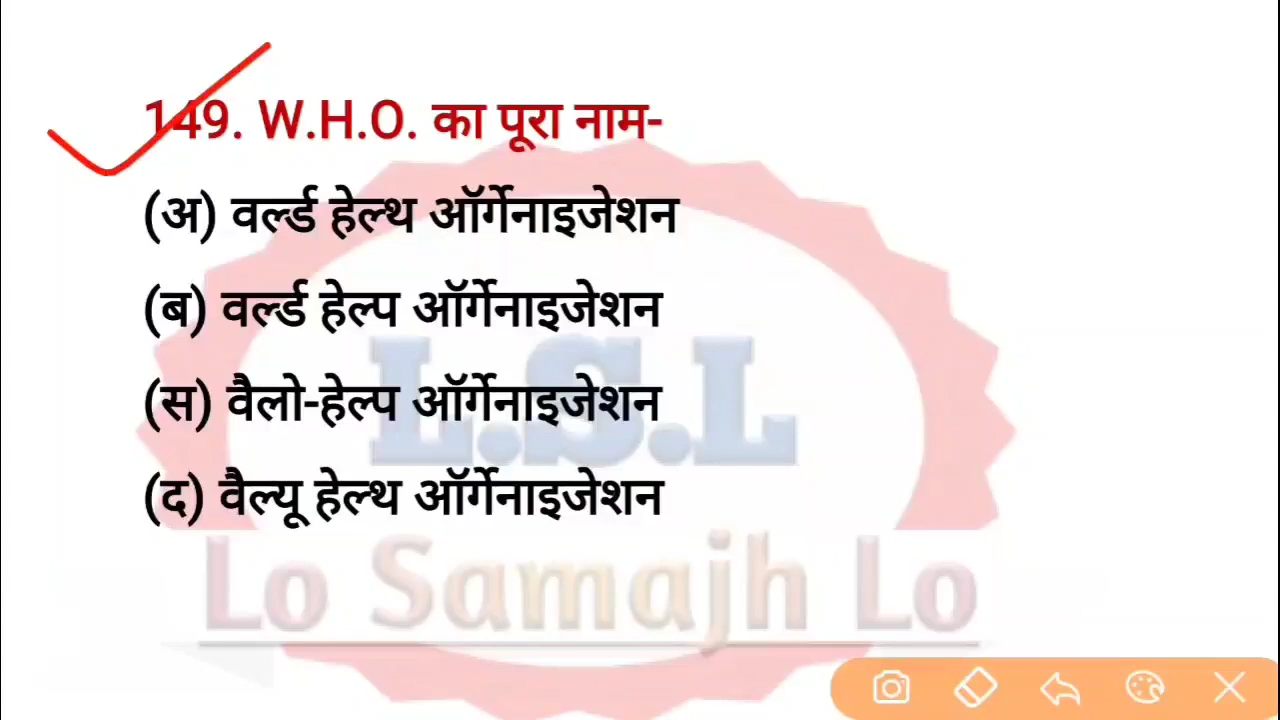 149. W.H.O. का पूरा नाम-
(अ) वर्ल्ड हेल्थ ऑर्गेनाइजेशन
(ब) वर्ल्ड हेल्प ऑर्गेनाइजेशन
(स) वैलो-हेल्प ऑर्गेनाइजेशन
(द) वैल्यू हेल्थ ऑर्गेनाइजेशन
L.S.L
Lo Samajh Lo